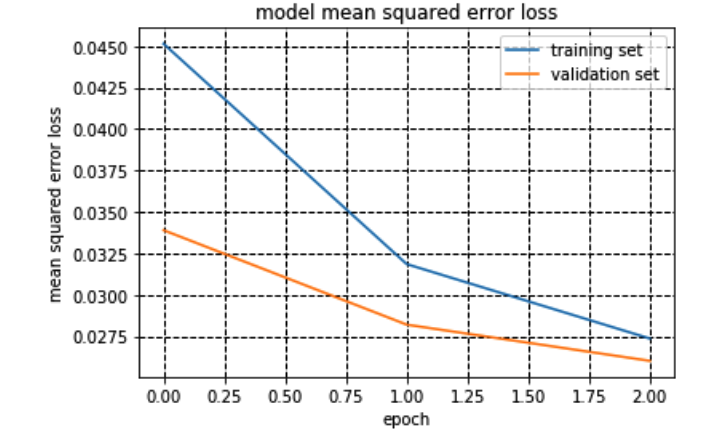 model mean squared error loss
training set
validation set
mean squared error loss
0.0450
0.0425
0.0400
0.0375
0.0350
0.0325
0.0300
0.0275
0.00 0.25 0.50 0.75 1.00 1.25 1.50 1.75 2.00
epoch